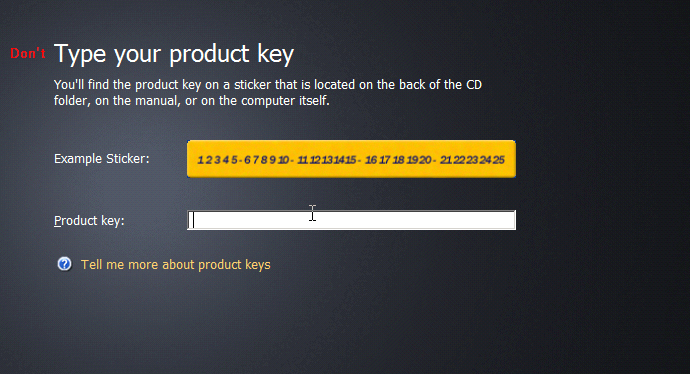 Don't Type your product key
You'll find the product key on a sticker that is located on the back of the CD
folder, on the manual, or on the computer itself.
Example Sticker: 1 2 3 4 5 - 6 7 8 9 10 - 11 12 13 14 15 - 16 17 18 19 20 - 21 22 23 24 25
Product key:
Tell me more about product keys